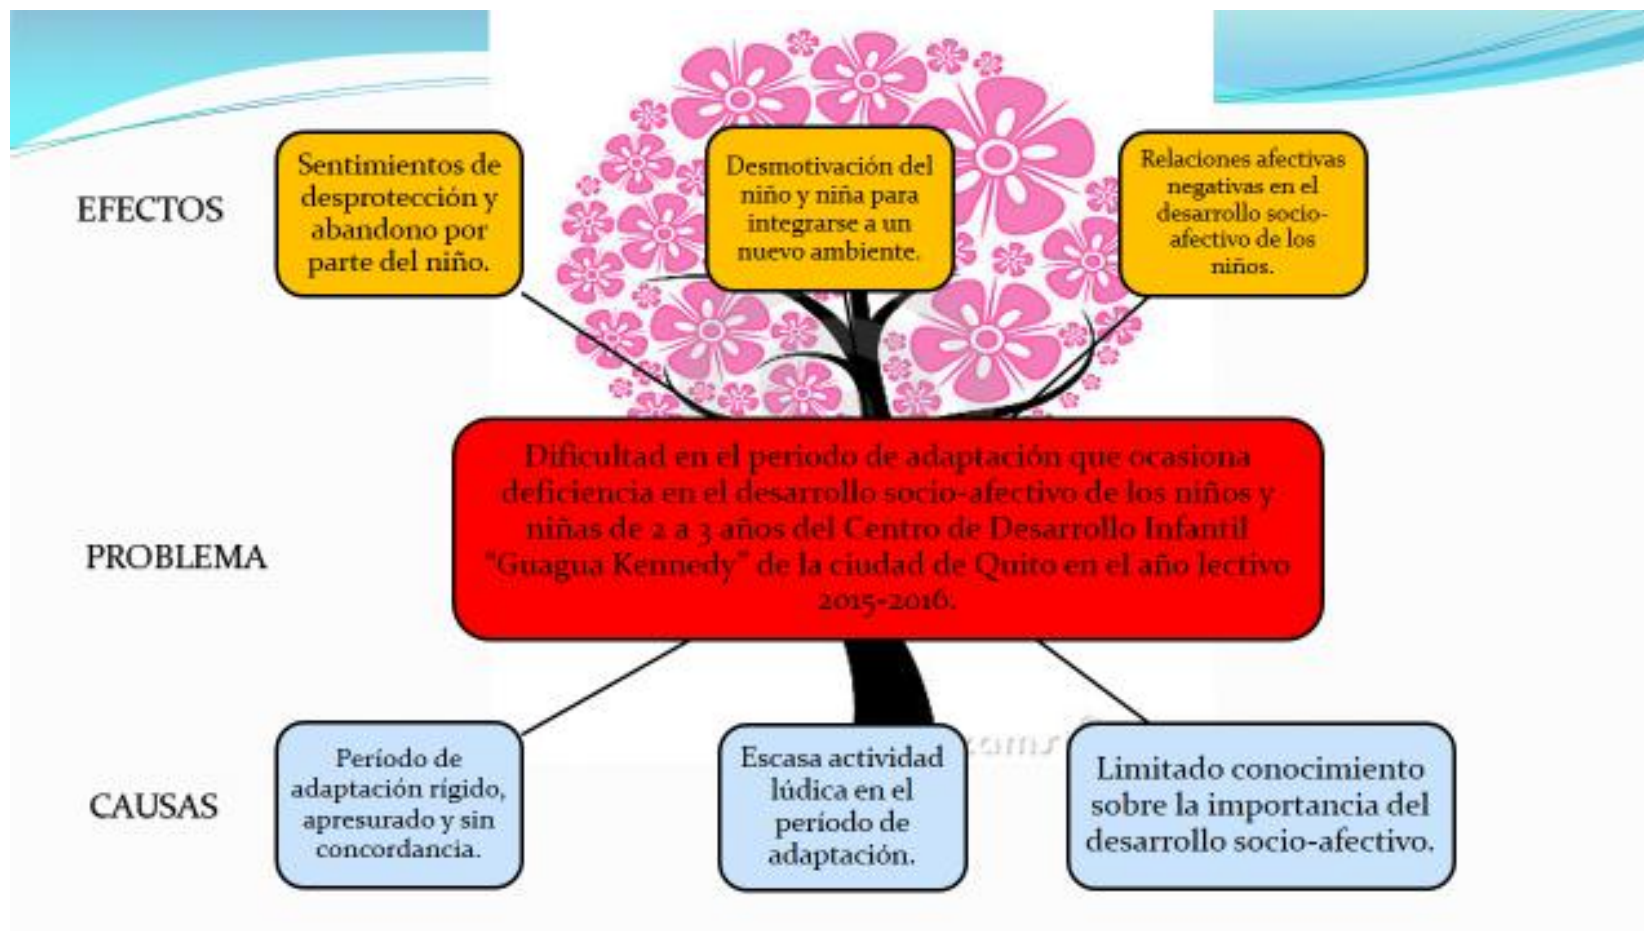 EFECTOS
Sentimientos de
desprotección y
abandono por
parte del niño.
Desmotivación del
niño y niña para
integrarse a un
nuevo ambiente.
Relaciones afectivas
negativas en el
desarrollo socio-
afectivo de los
niños.
PROBLEMA
Dificultad en el periodo de adaptación que ocasiona
deficiencia en el desarrollo socio-afectivo de los niños y
niñas de 2 a 3 años del Centro de Desarrollo Infantil
“Guagua Kennedy” de la ciudad de Quito en el año lectivo
2015-2016.
CAUSAS
Período de
adaptación rígido,
apresurado y sin
concordancia.
Escasa actividad
lúdica en el
período de
adaptación.
Limitado conocimiento
sobre la importancia del
desarrollo socio-afectivo.